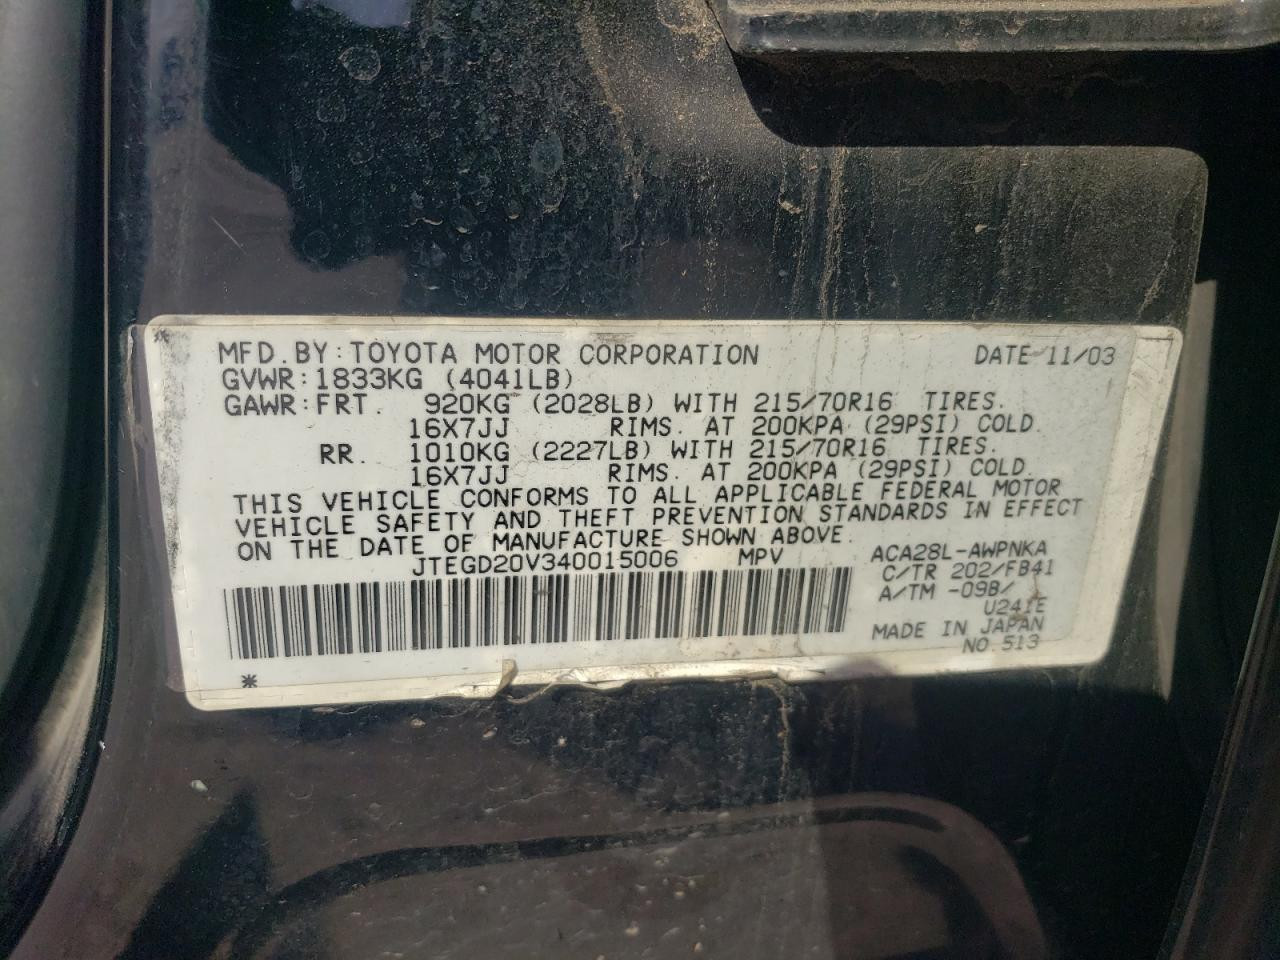 MFD.BY:TOYOTA MOTOR CORPORATION DATE 11/03
GVWR:1833KG (4041LB)
GAWR:FRT. 920KG (2028LB) WITH 215/70R16 TIRES.
16X7JJ RIMS. AT 200KPA (29PSI) COLD.
RR. 1010KG (2227LB) WITH 215/70R16 TIRES.
16X7JJ RIMS. AT 200KPA (29PSI) COLD.
THIS VEHICLE CONFORMS TO ALL APPLICABLE FEDERAL MOTOR
VEHICLE SAFETY AND THEFT PREVENTION STANDARDS IN EFFECT
ON THE DATE OF MANUFACTURE SHOWN ABOVE.
JTEGD20V340015006 MPV ACA28L-AWPNKA
C/TR 202/FB41
A/TM -09B/
U241E
MADE IN JAPAN
NO.513